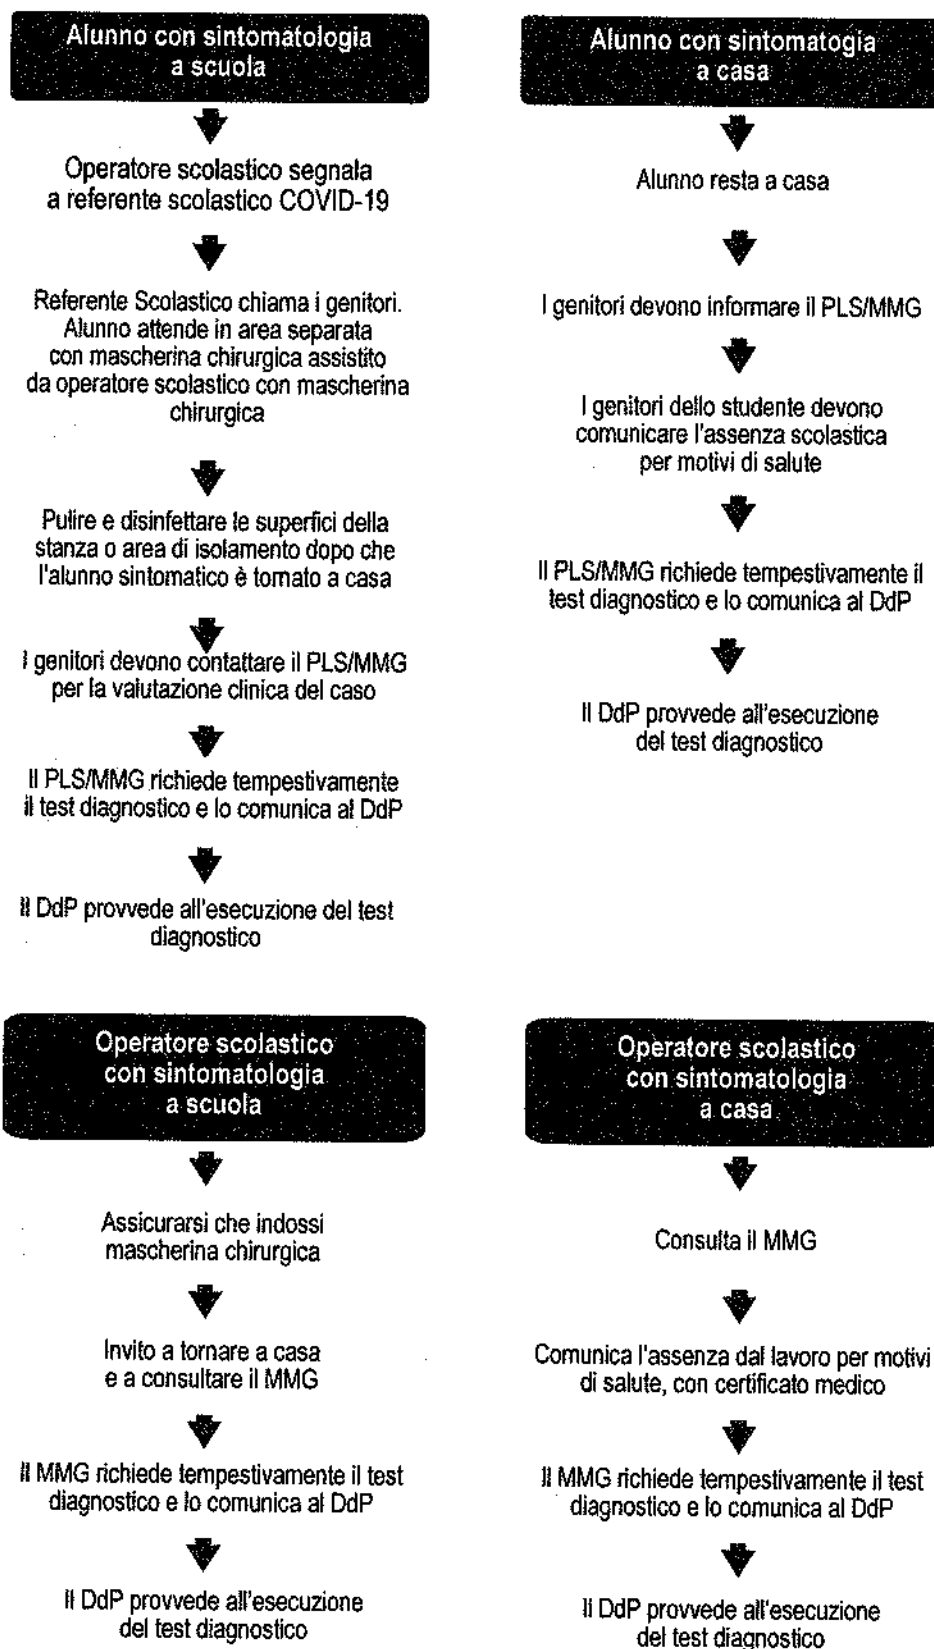 Alunno con sintomatologia
a scuola
Operatore scolastico segnala
a referente scolastico COVID-19
Referente Scolastico chiama i genitori.
Alunno attende in area separata
con mascherina chirurgica assistito
da operatore scolastico con mascherina
chirurgica
Pulire e disinfettare le superfici della
stanza o area di isolamento dopo che
l'alunno sintomatico è tornato a casa
I genitori devono contattare il PLS/MMG
per la valutazione clinica del caso
Il PLS/MMG richiede tempestivamente
il test diagnostico e lo comunica al DdP
Il DdP provvede all'esecuzione del test
diagnostico
Alunno con sintomatogia
a casa
Alunno resta a casa
I genitori devono informare il PLS/MMG
I genitori dello studente devono
comunicare l'assenza scolastica
per motivi di salute
Il PLS/MMG richiede tempestivamente il
test diagnostico e lo comunica al DdP
Il DdP provvede all'esecuzione
del test diagnostico
Operatore scolastico
con sintomatologia
a scuola
Assicurarsi che indossi
mascherina chirurgica
Invito a tornare a casa
e a consultare il MMG
Il MMG richiede tempestivamente il test
diagnostico e lo comunica al DdP
Il DdP provvede all'esecuzione
del test diagnostico
Operatore scolastico
con sintomatologia
a casa
Consulta il MMG
Comunica l'assenza dal lavoro per motivi
di salute, con certificato medico
Il MMG richiede tempestivamente il test
diagnostico e lo comunica al DdP
Il DdP provvede all'esecuzione
del test diagnostico